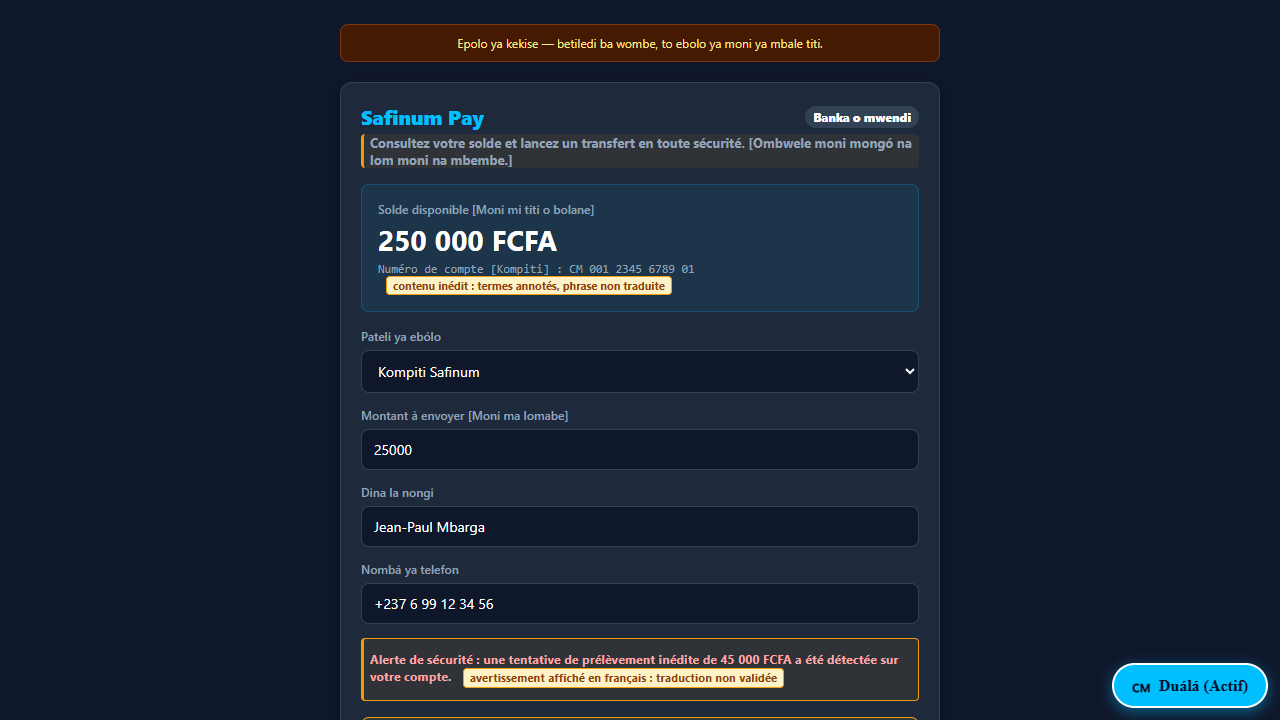 Epolo ya kekise — betiledi ba wombe, to ebolo ya moni ya mbale titi.
Safinum Pay
Banka o mwendi
Consultez votre solde et lancez un transfert en toute sécurité. [Ombwele moni mongó na
lom moni na mbembe.]
Solde disponible [Moni mi titi o bolane]
250 000 FCFA
Numéro de compte [Kompiti] : CM 001 2345 6789 01
contenu inédit : termes annotés, phrase non traduite
Pateli ya ebólo
Kompiti Safinum
Montant à envoyer [Moni ma lomabe]
25000
Dina la nongi
Jean-Paul Mbarga
Nombá ya telefon
+237 6 99 12 34 56
Alerte de sécurité : une tentative de prélèvement inédite de 45 000 FCFA a été détectée sur
votre compte. avertissement affiché en français : traduction non validée
CM Duálá (Actif)